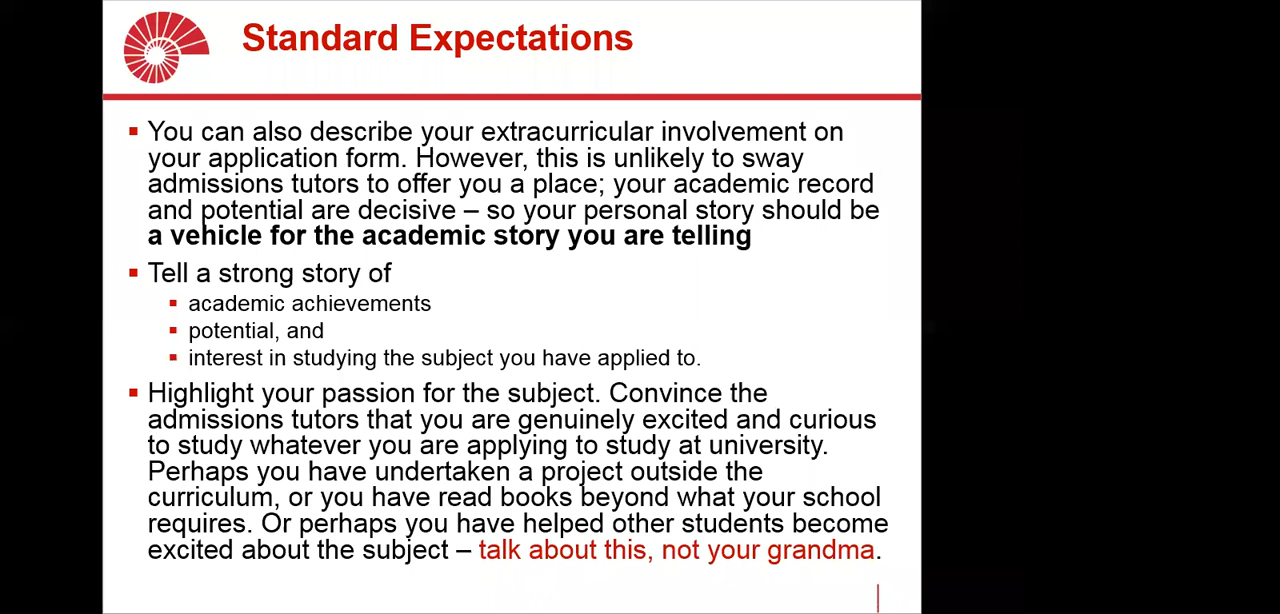 Standard Expectations
You can also describe your extracurricular involvement on
your application form. However, this is unlikely to sway
admissions tutors to offer you a place; your academic record
and potential are decisive – so your personal story should be
a vehicle for the academic story you are telling
Tell a strong story of
academic achievements
potential, and
interest in studying the subject you have applied to.
Highlight your passion for the subject. Convince the
admissions tutors that you are genuinely excited and curious
to study whatever you are applying to study at university.
Perhaps you have undertaken a project outside the
curriculum, or you have read books beyond what your school
requires. Or perhaps you have helped other students become
excited about the subject – talk about this, not your grandma.